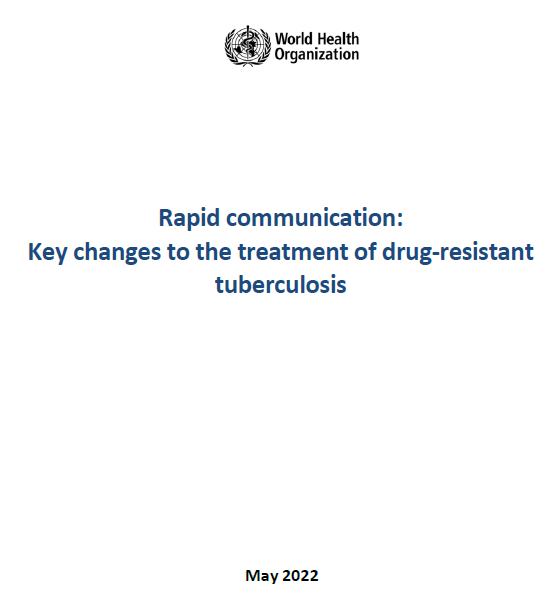 World Health
Organization
Rapid communication:
Key changes to the treatment of drug-resistant
tuberculosis
May 2022